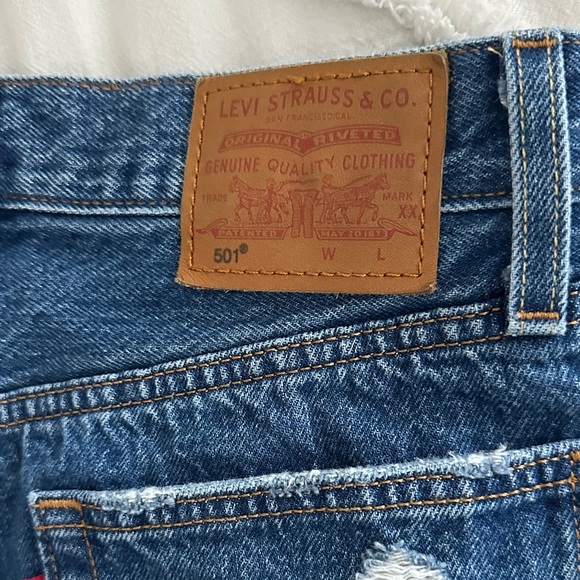 LEVI STRAUSS & CO.
SAN FRANCISCO CAL.
ORIGINAL RIVETED
GENUINE QUALITY CLOTHING
TRADE MARK
XX
PATENTED MAY 20 1873
501® W L